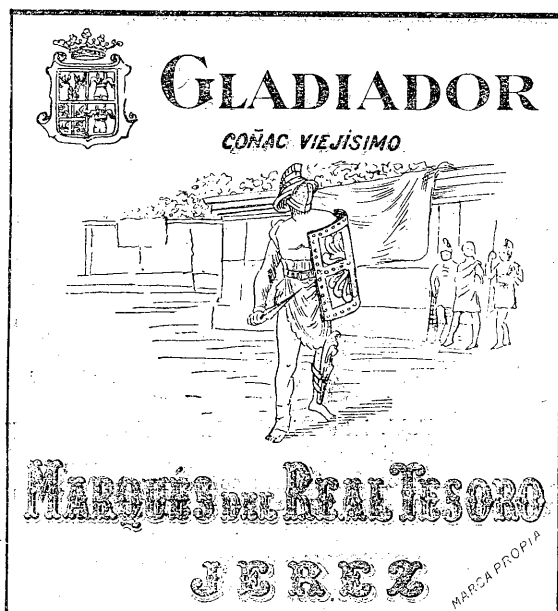 GLADIADOR
COÑAC VIEJÍSIMO
MARQUÉS DEL REAL TESORO
JEREZ
MARCA PROPIA